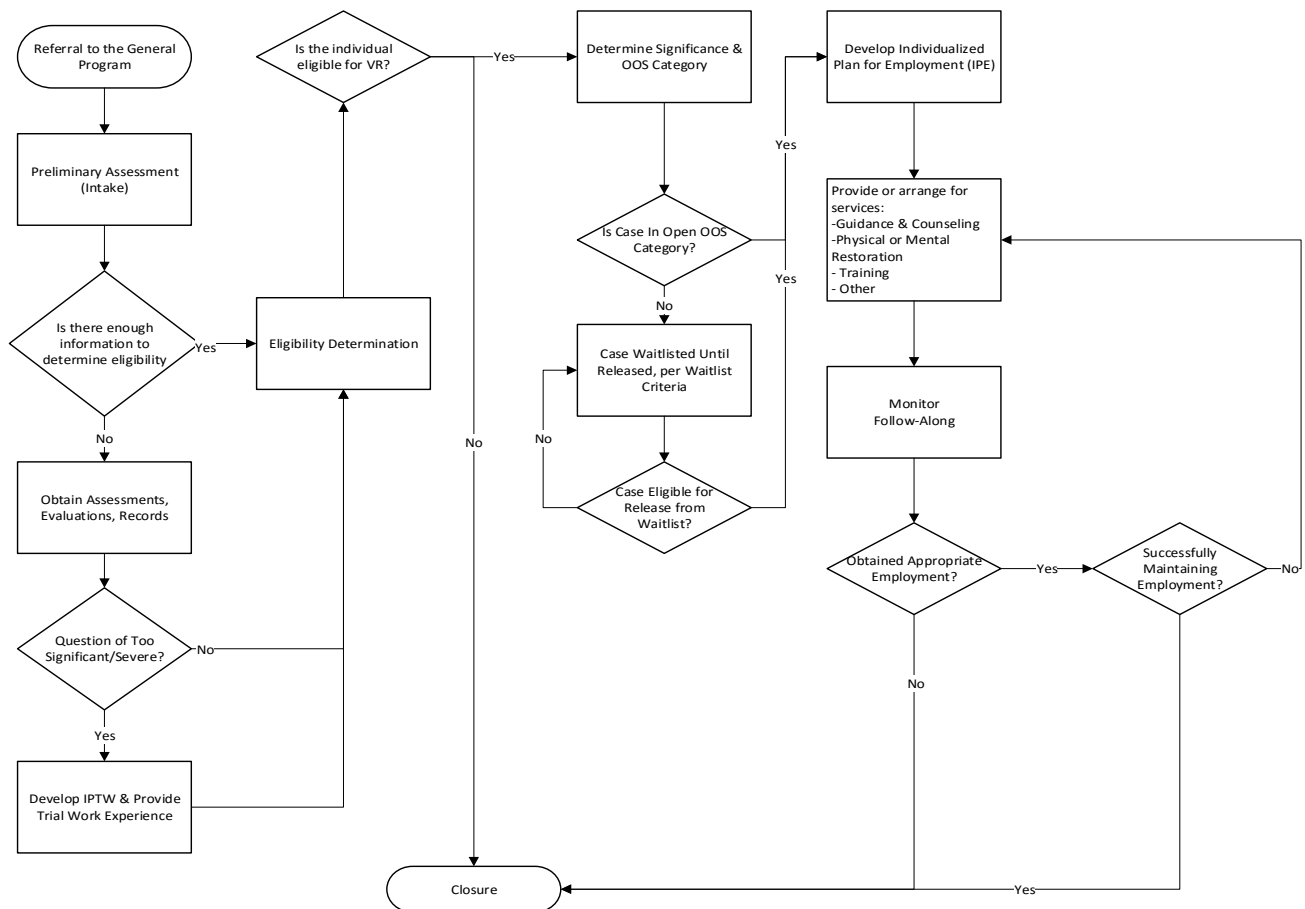 Referral to the General
Program
Preliminary Assessment
(Intake)
Is there enough
information to
determine eligibility
Yes
No
Obtain Assessments,
Evaluations, Records
Question of Too
Significant/Severe?
No
Yes
Develop IPTW & Provide
Trial Work Experience
Eligibility Determination
Is the individual
eligible for VR?
Yes
No
Determine Significance &
OOS Category
Is Case In Open OOS
Category?
Yes
No
Case Waitlisted Until
Released, per Waitlist
Criteria
No
Case Eligible for
Release from
Waitlist?
Yes
Develop Individualized
Plan for Employment (IPE)
Provide or arrange for
services:
-Guidance & Counseling
-Physical or Mental
Restoration
- Training
- Other
Monitor
Follow-Along
Obtained Appropriate
Employment?
Yes
No
Successfully
Maintaining
Employment?
No
Yes
Closure